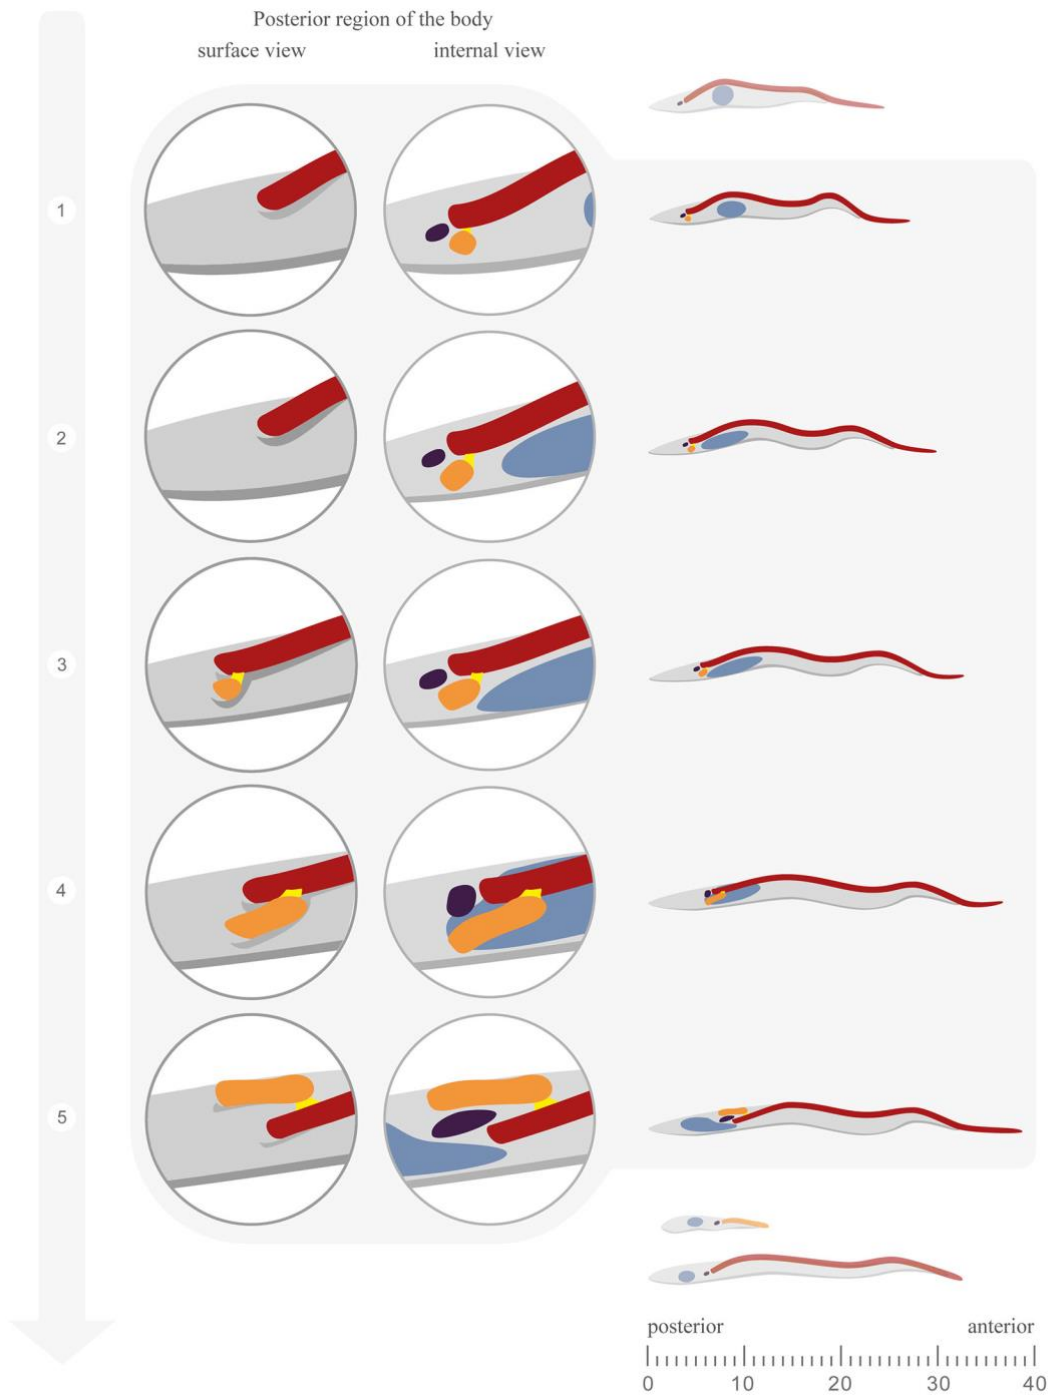 Posterior region of the body
surface view internal view
1
2
3
4
5
posterior anterior
0 10 20 30 40